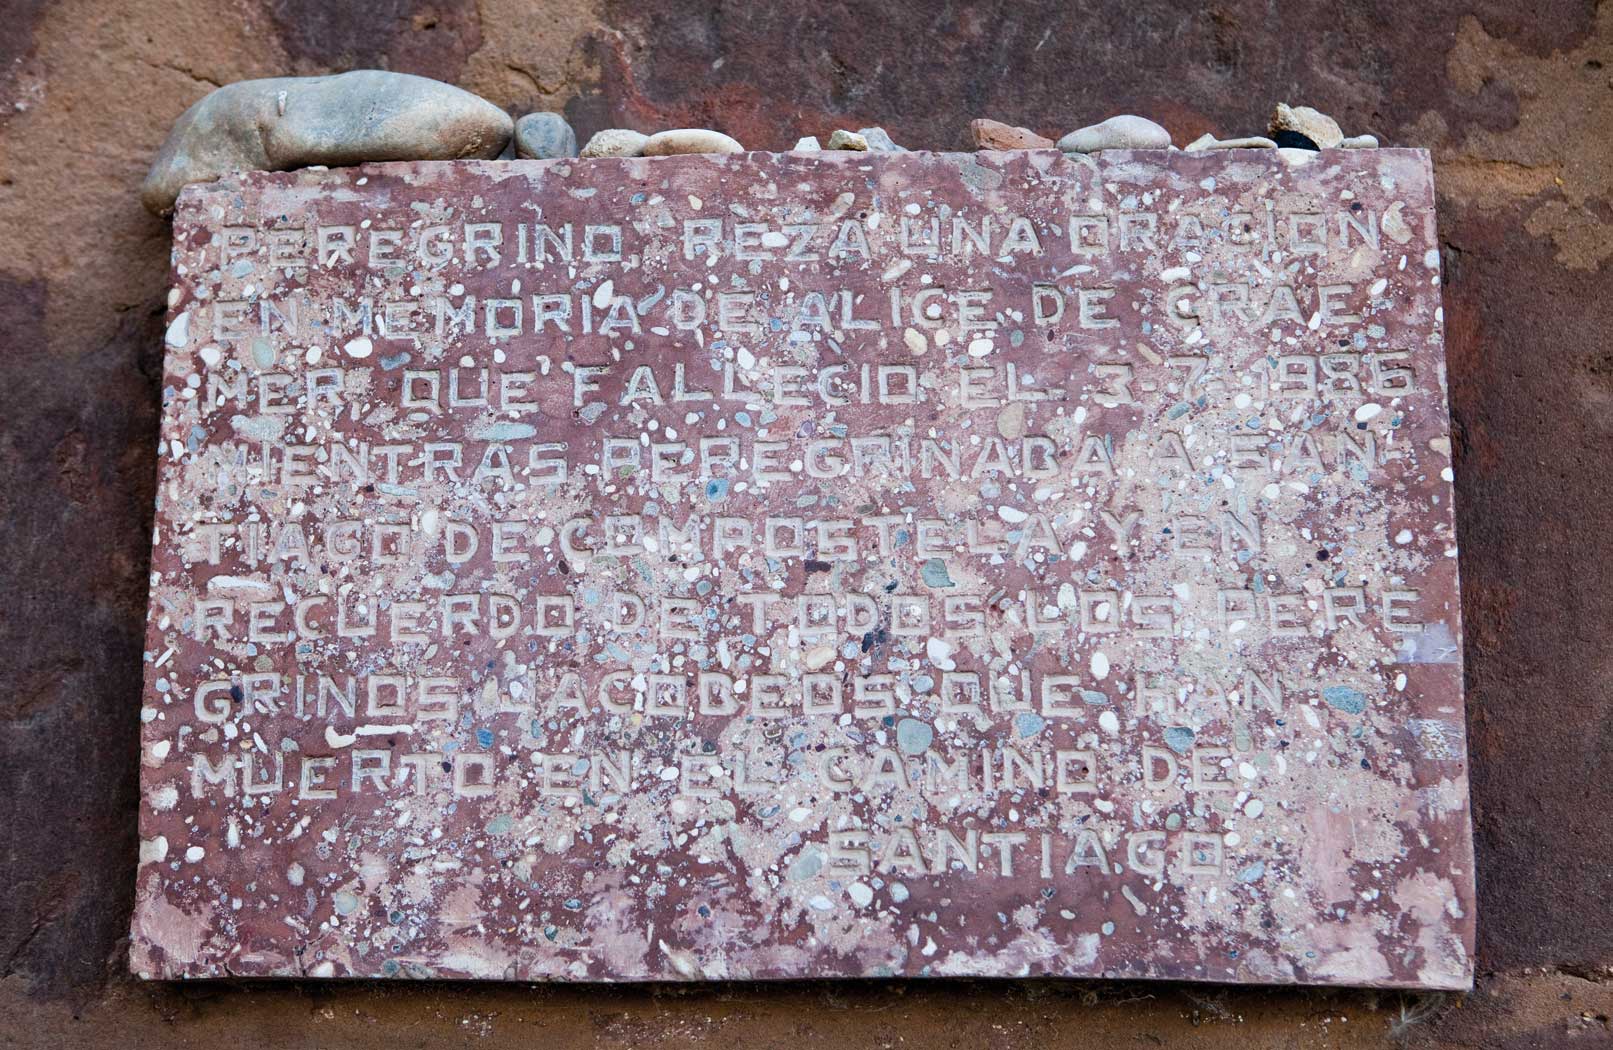 PEREGRINO REZA UNA ORACION
EN MEMORIA DE ALICE DE CRAE
MER QUE FALLECIO EL 3-7-1986
MIENTRAS PEREGRINABA A SAN
TIAGO DE COMPOSTELA Y EN
RECUERDO DE TODOS LOS PERE
GRINOS JACOBEOS QUE HAN
MUERTO EN EL CAMINO DE
SANTIAGO